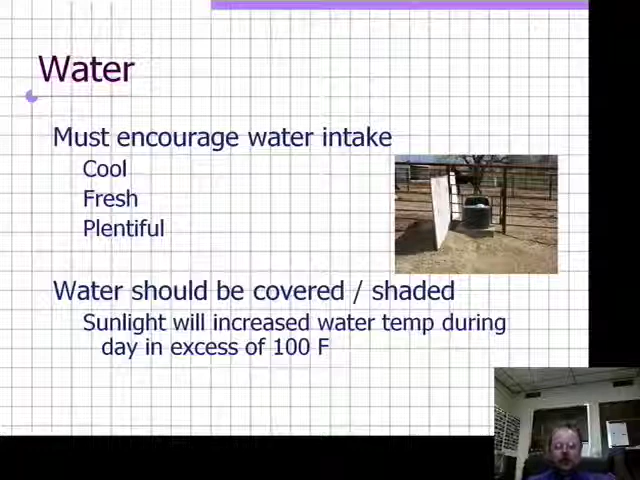 Water
Must encourage water intake
Cool
Fresh
Plentiful
Water should be covered / shaded
Sunlight will increased water temp during
day in excess of 100 F